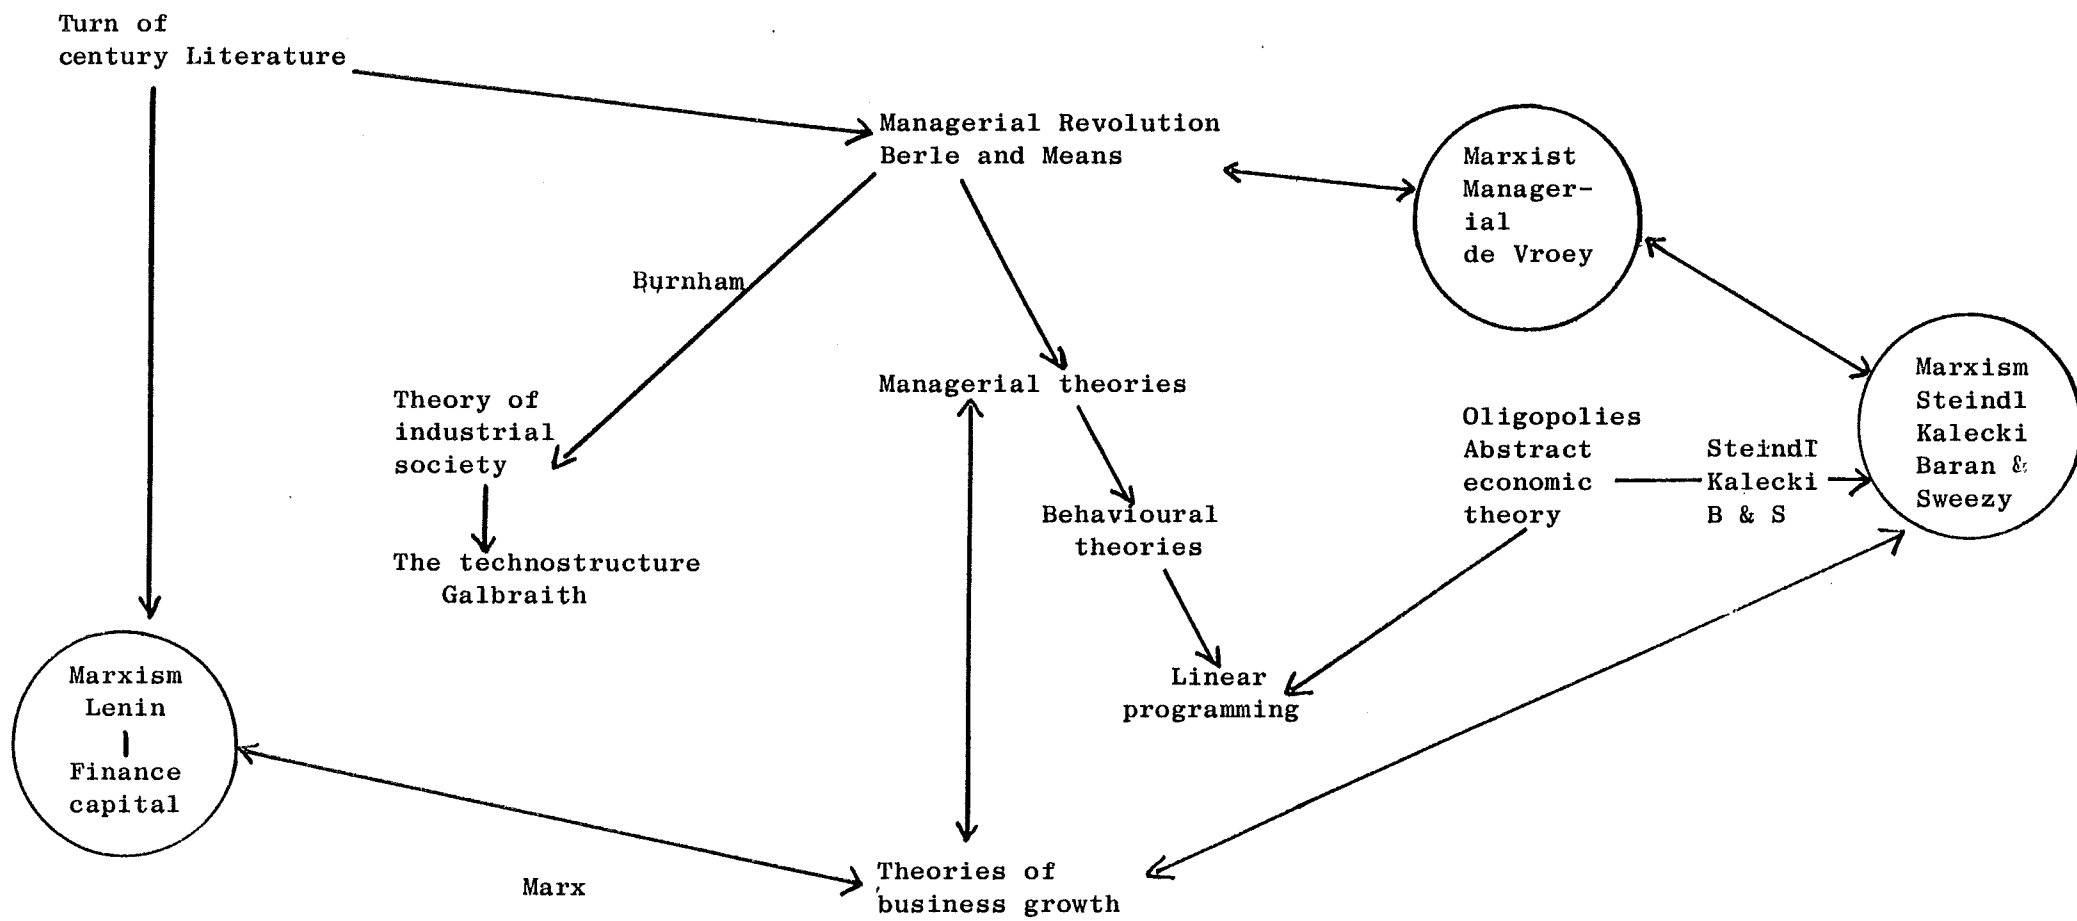 Turn of
century Literature
Managerial Revolution
Berle and Means
Marxist
Manager-
ial
de Vroey
Burnham
Theory of
industrial
society
Managerial theories
Oligopolies
Abstract
economic
theory
Steindl
Kalecki
B & S
Marxism
Steindl
Kalecki
Baran &
Sweezy
Behavioural
theories
The technostructure
Galbraith
Linear
programming
Marxism
Lenin
Finance
capital
Marx
Theories of
business growth